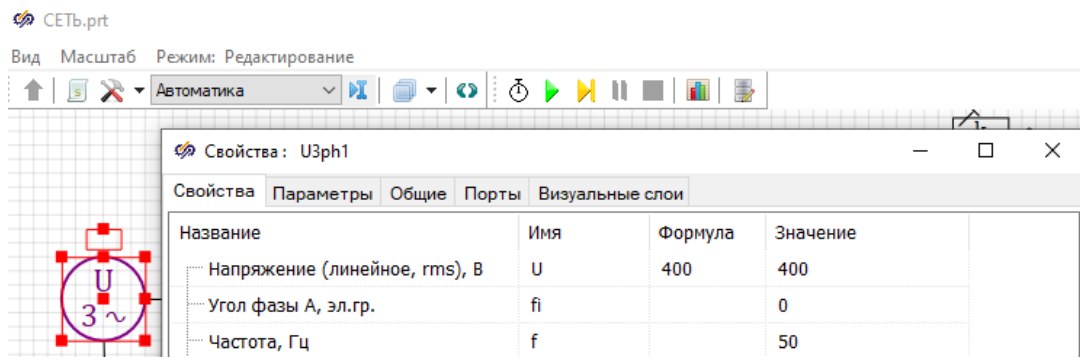 СЕТЬ.prt
Вид Масштаб Режим: Редактирование
Автоматика
Свойства: U3ph1
Свойства Параметры Общие Порты Визуальные слои
Название Имя Формула Значение
Напряжение (линейное, rms), В U 400 400
Угол фазы А, эл.гр. fi 0
Частота, Гц f 50
U
3 ~